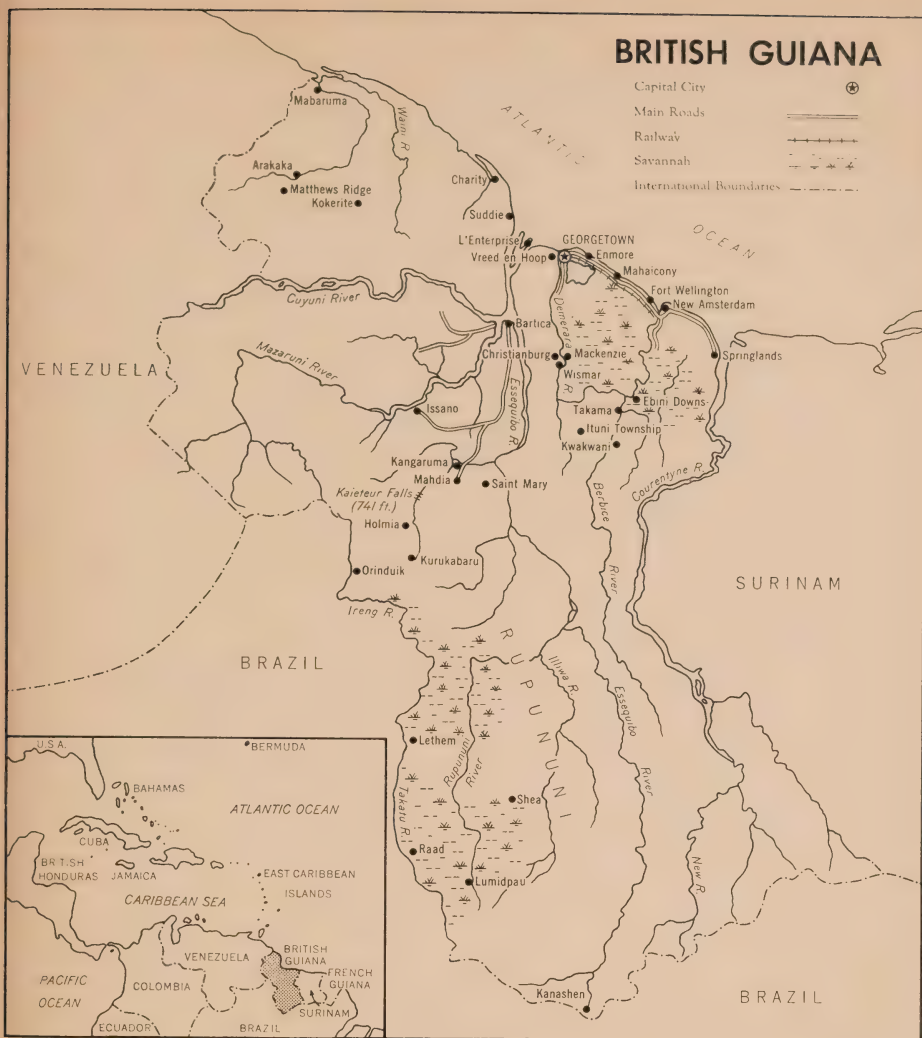 BRITISH GUIANA
Capital City
Main Roads
Railway
Savannah
International Boundaries
ATLANTIC
OCEAN
Mabaruma
Waini R.
Arakaka
Matthews Ridge
Kokerite
Charity
Suddie
L'Enterprise
GEORGETOWN
Vreed en Hoop
Enmore
Mahaicony
Fort Wellington
New Amsterdam
Cuyuni River
Bartica
Demerara
R.
Springlands
VENEZUELA
Mazaruni River
Christianburg
Mackenzie
Wismar
Essequibo R.
Issano
Takama
Ebini Downs
Ituni Township
Kwakwani
Kangaruma
Mahdia
Saint Mary
Courentyne R.
Kaieteur Falls
(741 ft.)
Berbice
River
Holmia
Kurukabaru
Orinduik
Ireng R.
SURINAM
BRAZIL
RUPUNUNI
Illiwa R.
Essequibo
River
Lethem
Rupununi
River
Takatu R.
Shea
Raad
Lumidpau
New R.
Kanashen
BRAZIL
U.S.A.
BERMUDA
BAHAMAS
ATLANTIC OCEAN
CUBA
BRITISH
HONDURAS
JAMAICA
EAST CARIBBEAN
ISLANDS
CARIBBEAN SEA
VENEZUELA
BRITISH
GUIANA
FRENCH
GUIANA
PACIFIC
OCEAN
COLOMBIA
SURINAM
ECUADOR
BRAZIL